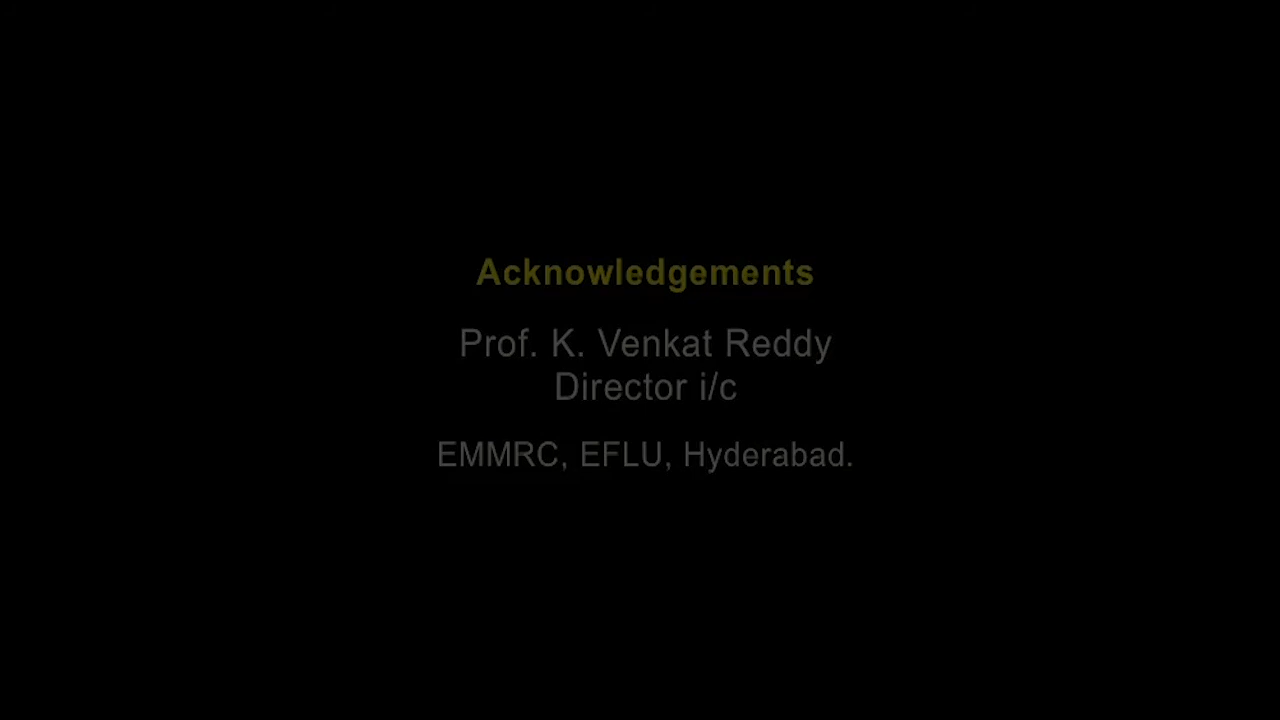 Acknowledgements
Prof. K. Venkat Reddy
Director i/c
EMMRC, EFLU, Hyderabad.